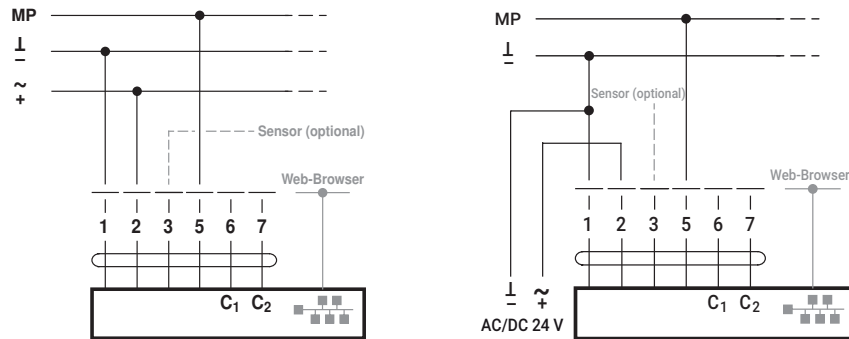 MP
⊥
–
~
+
Sensor (optional)
Web-Browser
1 2 3 5 6 7
C₁ C₂
MP
⊥
–
Sensor (optional)
Web-Browser
1 2 3 5 6 7
⊥ ~
– +
AC/DC 24 V
C₁ C₂